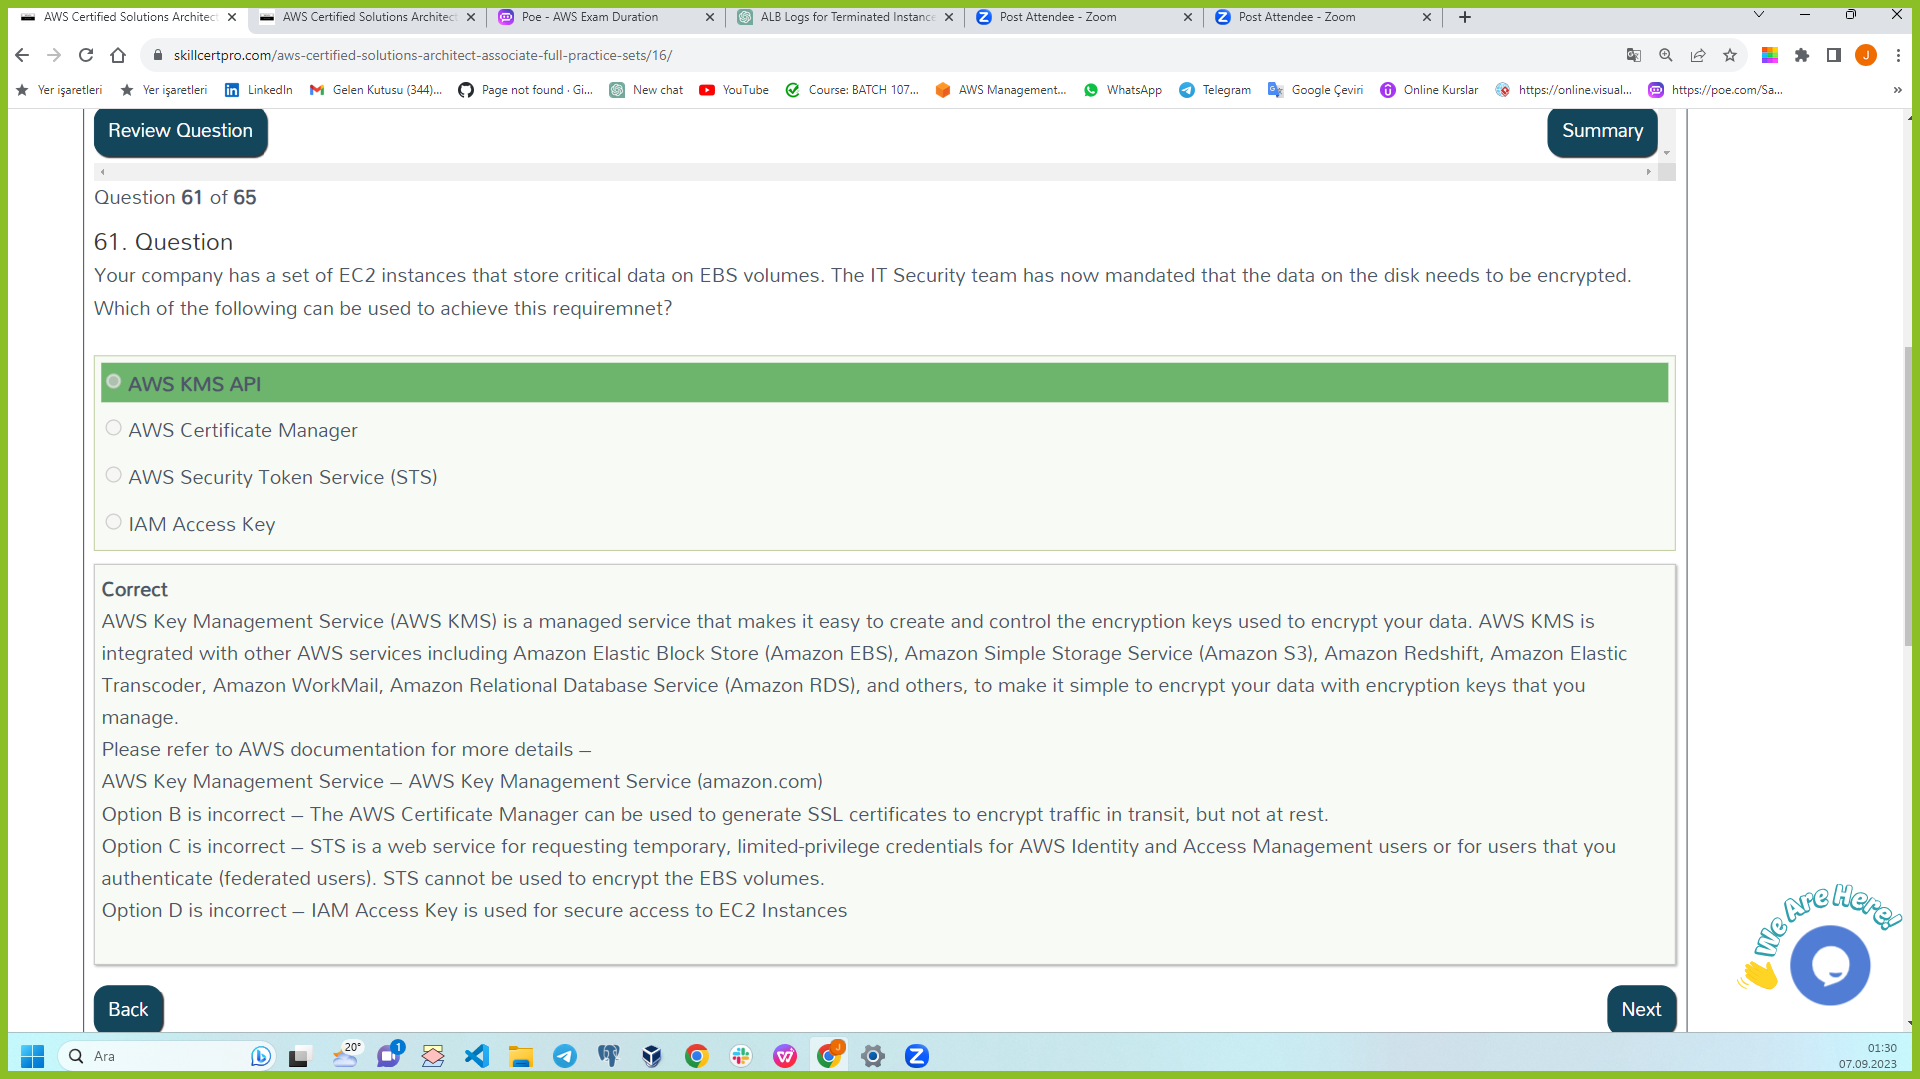 AWS Certified Solutions Architect
AWS Certified Solutions Architect
Poe - AWS Exam Duration
ALB Logs for Terminated Instance
Post Attendee - Zoom
Post Attendee - Zoom
skillcertpro.com/aws-certified-solutions-architect-associate-full-practice-sets/16/
J
Yer işaretleri
Yer işaretleri
LinkedIn
Gelen Kutusu (344)...
Page not found · Gi...
New chat
YouTube
Course: BATCH 107...
AWS Management...
WhatsApp
Telegram
Google Çeviri
Online Kurslar
https://online.visual...
https://poe.com/Sa...
Review Question
Summary
Question 61 of 65
61. Question
Your company has a set of EC2 instances that store critical data on EBS volumes. The IT Security team has now mandated that the data on the disk needs to be encrypted.
Which of the following can be used to achieve this requiremnet?
AWS KMS API
AWS Certificate Manager
AWS Security Token Service (STS)
IAM Access Key
Correct
AWS Key Management Service (AWS KMS) is a managed service that makes it easy to create and control the encryption keys used to encrypt your data. AWS KMS is
integrated with other AWS services including Amazon Elastic Block Store (Amazon EBS), Amazon Simple Storage Service (Amazon S3), Amazon Redshift, Amazon Elastic
Transcoder, Amazon WorkMail, Amazon Relational Database Service (Amazon RDS), and others, to make it simple to encrypt your data with encryption keys that you
manage.
Please refer to AWS documentation for more details –
AWS Key Management Service – AWS Key Management Service (amazon.com)
Option B is incorrect – The AWS Certificate Manager can be used to generate SSL certificates to encrypt traffic in transit, but not at rest.
Option C is incorrect – STS is a web service for requesting temporary, limited-privilege credentials for AWS Identity and Access Management users or for users that you
authenticate (federated users). STS cannot be used to encrypt the EBS volumes.
Option D is incorrect – IAM Access Key is used for secure access to EC2 Instances
We Are Here!
Back
Next
Ara
20°
1
J
01:30
07.09.2023